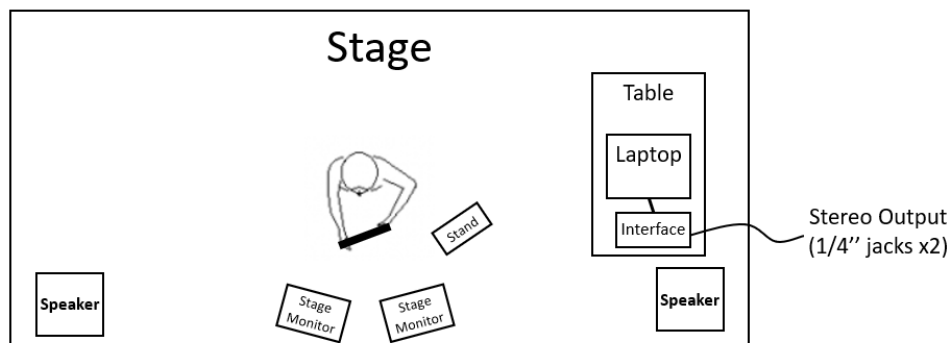 Stage
Table
Laptop
Interface
Stereo Output
(1/4’’ jacks x2)
Stand
Speaker
Stage
Monitor
Stage
Monitor
Speaker